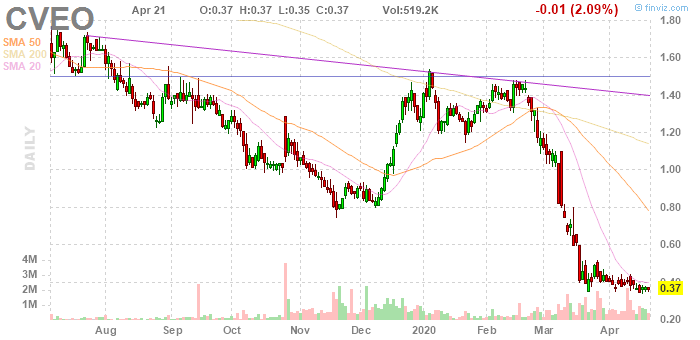 CVEO Apr 21 O:0.37 H:0.37 L:0.35 C:0.37 Vol:519.2K © finviz.com -0.01 (2.09%)
SMA 50
SMA 200
SMA 20
DAILY
1.80
1.60
1.40
1.20
1.00
0.80
0.60
0.40
0.37
0.20
4M
3M
2M
1M
Aug Sep Oct Nov Dec 2020 Feb Mar Apr